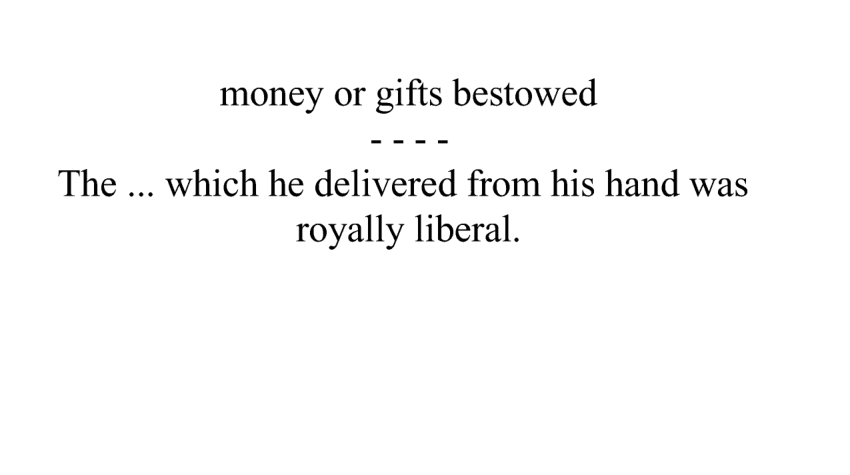 money or gifts bestowed
- - - -
The ... which he delivered from his hand was
royally liberal.